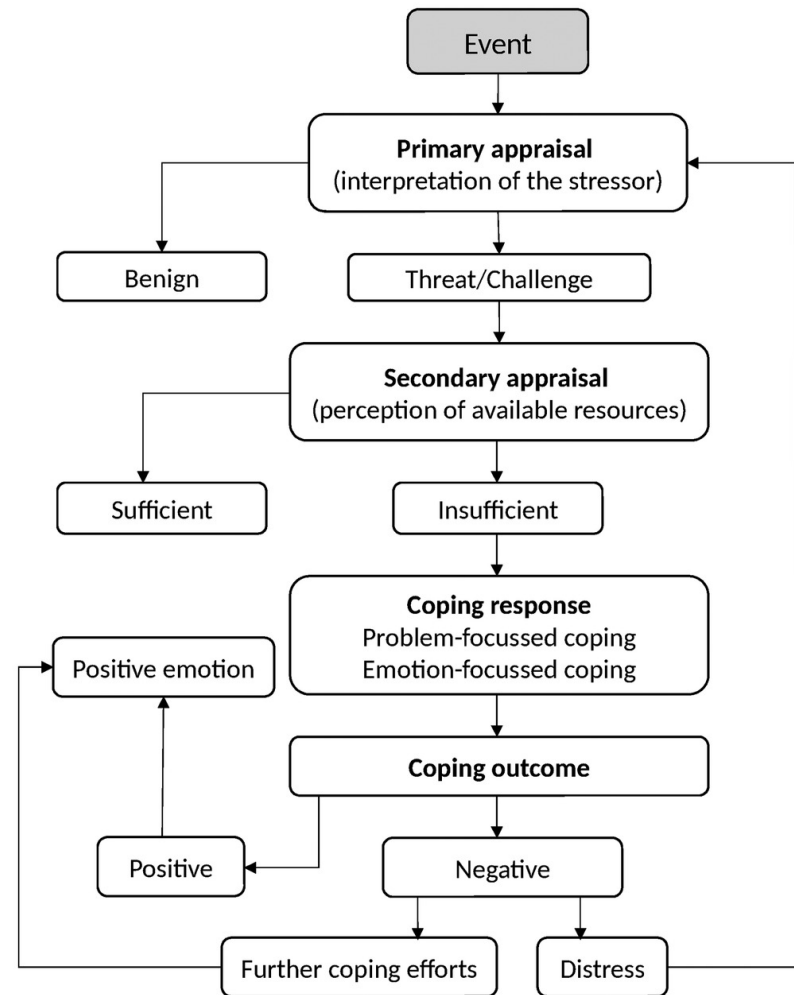 Event
Primary appraisal
(interpretation of the stressor)
Benign
Threat/Challenge
Secondary appraisal
(perception of available resources)
Sufficient
Insufficient
Coping response
Problem-focussed coping
Emotion-focussed coping
Positive emotion
Coping outcome
Positive
Negative
Further coping efforts
Distress